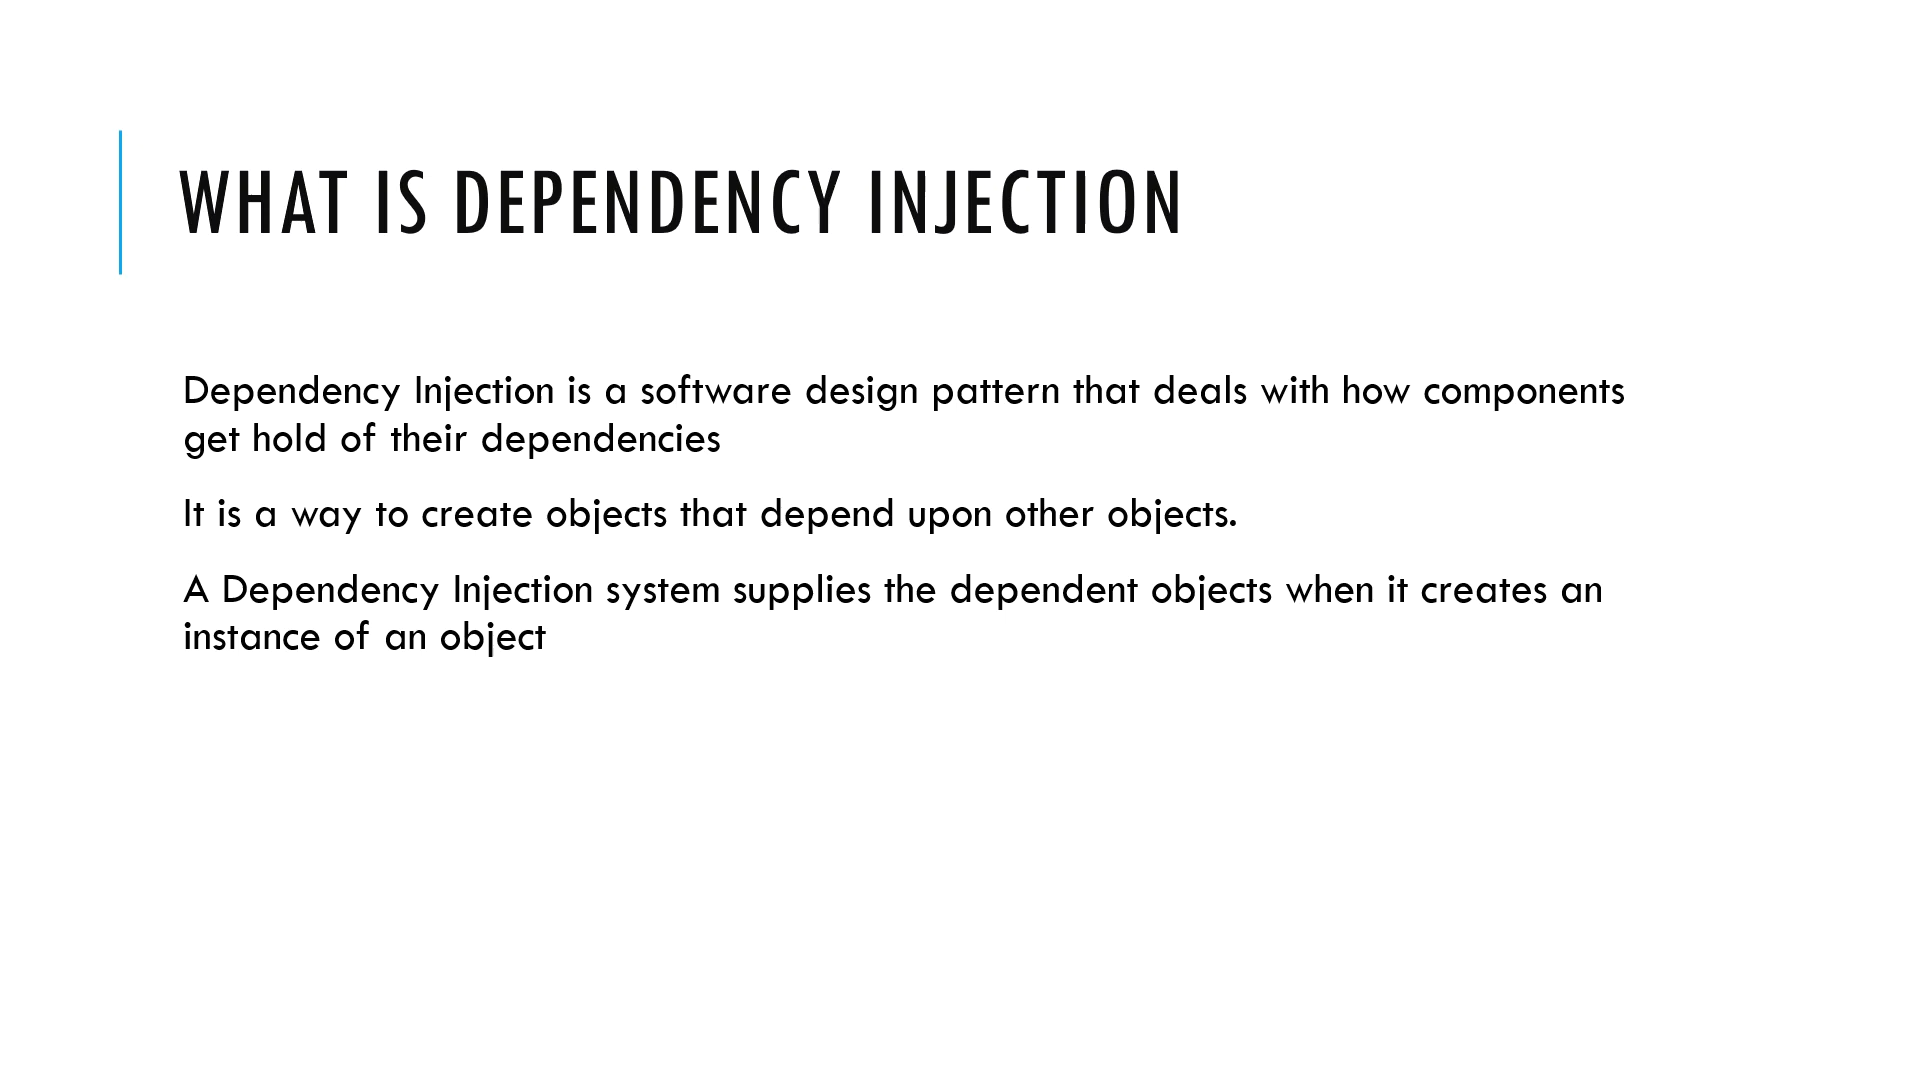 WHAT IS DEPENDENCY INJECTION
Dependency Injection is a software design pattern that deals with how components
get hold of their dependencies
It is a way to create objects that depend upon other objects.
A Dependency Injection system supplies the dependent objects when it creates an
instance of an object